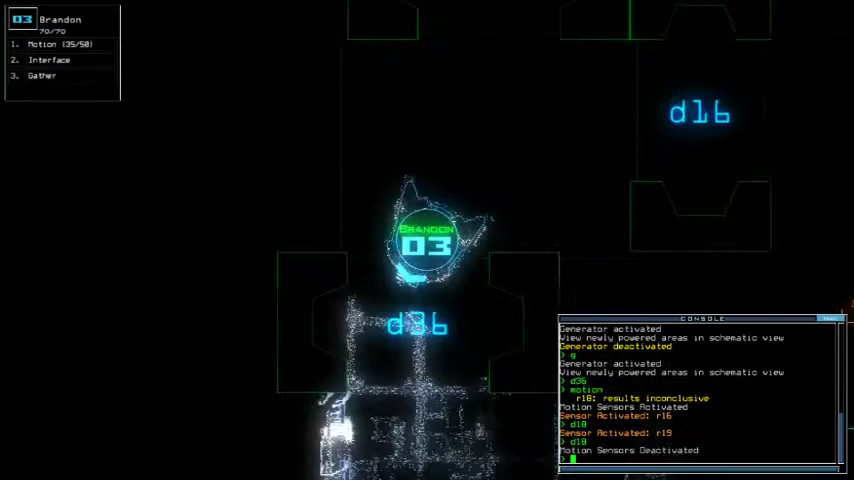 03 Brandon
70/70
1. Motion (35/50)
2. Interface
3. Gather
d16
BRANDON
03
d36
CONSOLE
Generator activated
View newly powered areas in schematic view
Generator deactivated
> g
Generator activated
View newly powered areas in schematic view
> d36
> motion
r18: results inconclusive
Motion Sensors Activated
Sensor Activated: r16
> d18
Sensor Activated: r19
> d18
Motion Sensors Deactivated
>